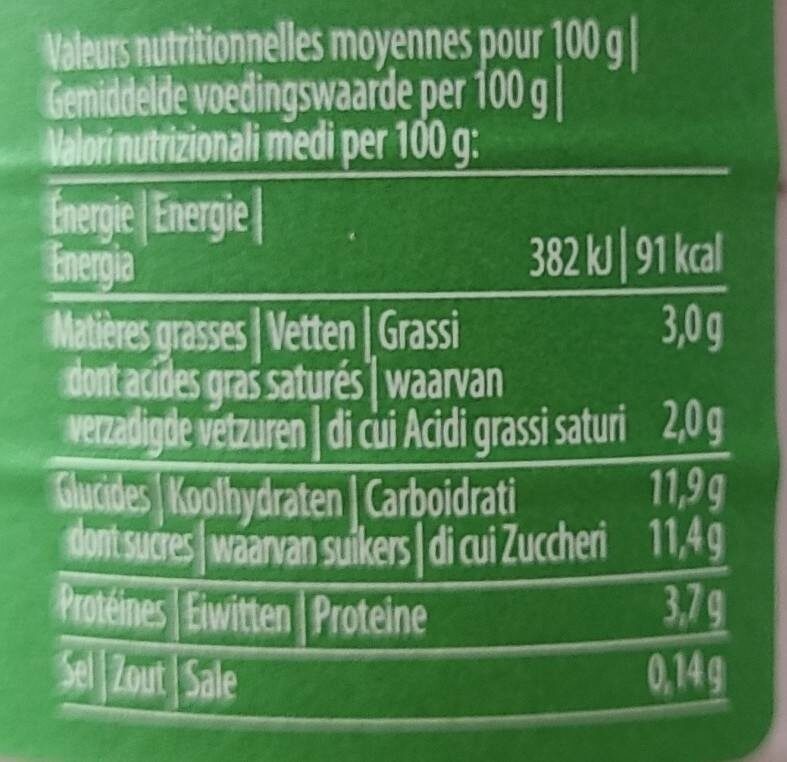 Valeurs nutritionnelles moyennes pour 100 g |
Gemiddelde voedingswaarde per 100 g |
Valori nutrizionali medi per 100 g:
Énergie | Energie |
Energia 382 kJ | 91 kcal
Matières grasses | Vetten | Grassi 3,0 g
dont acides gras saturés | waarvan
verzadigde vetzuren | di cui Acidi grassi saturi 2,0 g
Glucides | Koolhydraten | Carboidrati 11,9 g
dont sucres | waarvan suikers | di cui Zuccheri 11,4 g
Protéines | Eiwitten | Proteine 3,7 g
Sel | Zout | Sale 0,14 g